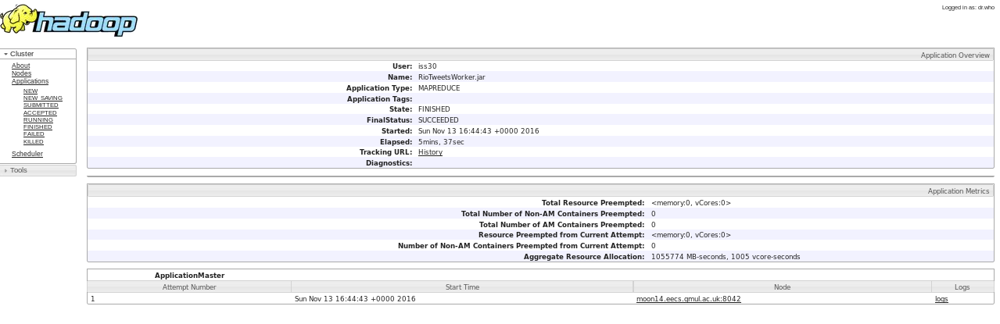 hadoop
Logged in as: dr.who
Cluster
About
Nodes
Applications
NEW
NEW_SAVING
SUBMITTED
ACCEPTED
RUNNING
FINISHED
FAILED
KILLED
Scheduler
Tools
Application Overview
User: iss30
Name: RioTweetsWorker.jar
Application Type: MAPREDUCE
Application Tags:
State: FINISHED
FinalStatus: SUCCEEDED
Started: Sun Nov 13 16:44:43 +0000 2016
Elapsed: 5mins, 37sec
Tracking URL: History
Diagnostics:
Application Metrics
Total Resource Preempted: <memory:0, vCores:0>
Total Number of Non-AM Containers Preempted: 0
Total Number of AM Containers Preempted: 0
Resource Preempted from Current Attempt: <memory:0, vCores:0>
Number of Non-AM Containers Preempted from Current Attempt: 0
Aggregate Resource Allocation: 1055774 MB-seconds, 1005 vcore-seconds
ApplicationMaster
Attempt Number Start Time Node Logs
1 Sun Nov 13 16:44:43 +0000 2016 moon14.eecs.qmul.ac.uk:8042 logs